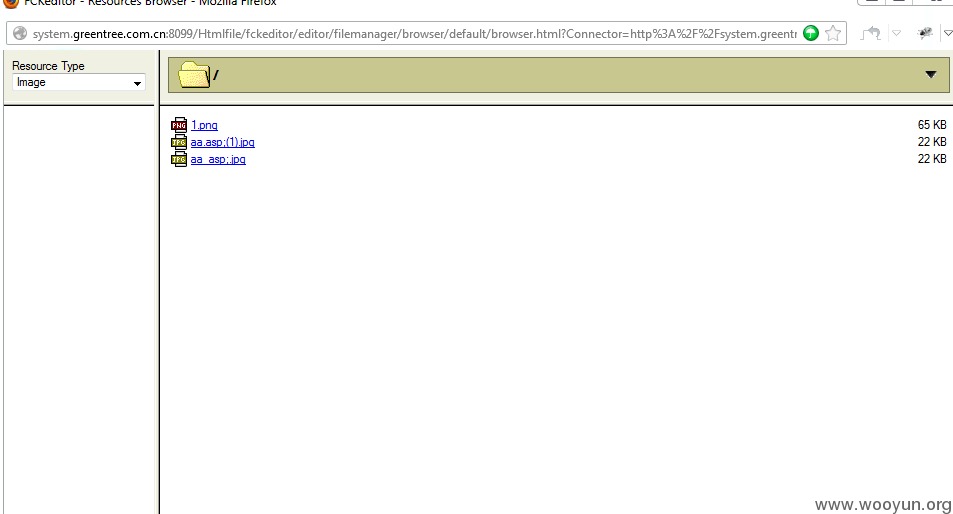 FCKeditor - Resources Browser - Mozilla Firefox
system.greentree.com.cn:8099/Htmlfile/fckeditor/editor/filemanager/browser/default/browser.html?Connector=http%3A%2F%2Fsystem.greentr
Resource Type
Image
/
PNG 1.png 65 KB
JPG aa.asp;(1).jpg 22 KB
JPG aa_asp;.jpg 22 KB
www.wooyun.org